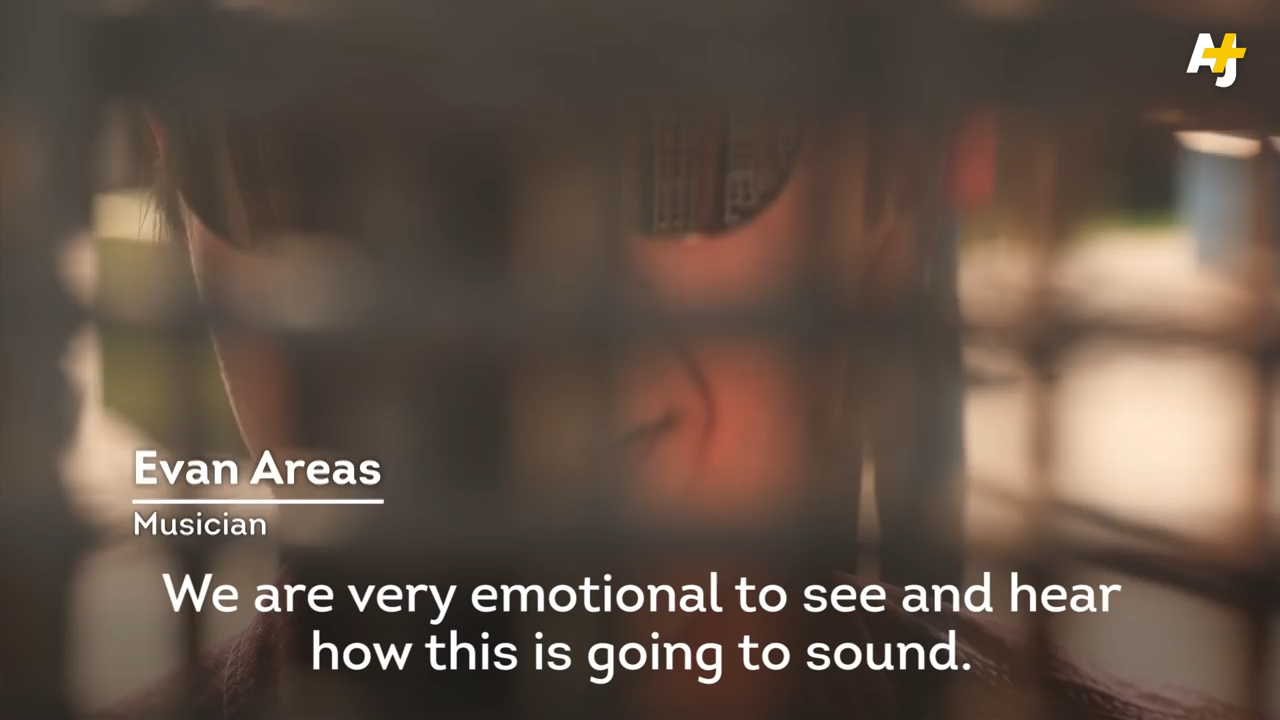 AJ+
Evan Areas
Musician
We are very emotional to see and hear
how this is going to sound.